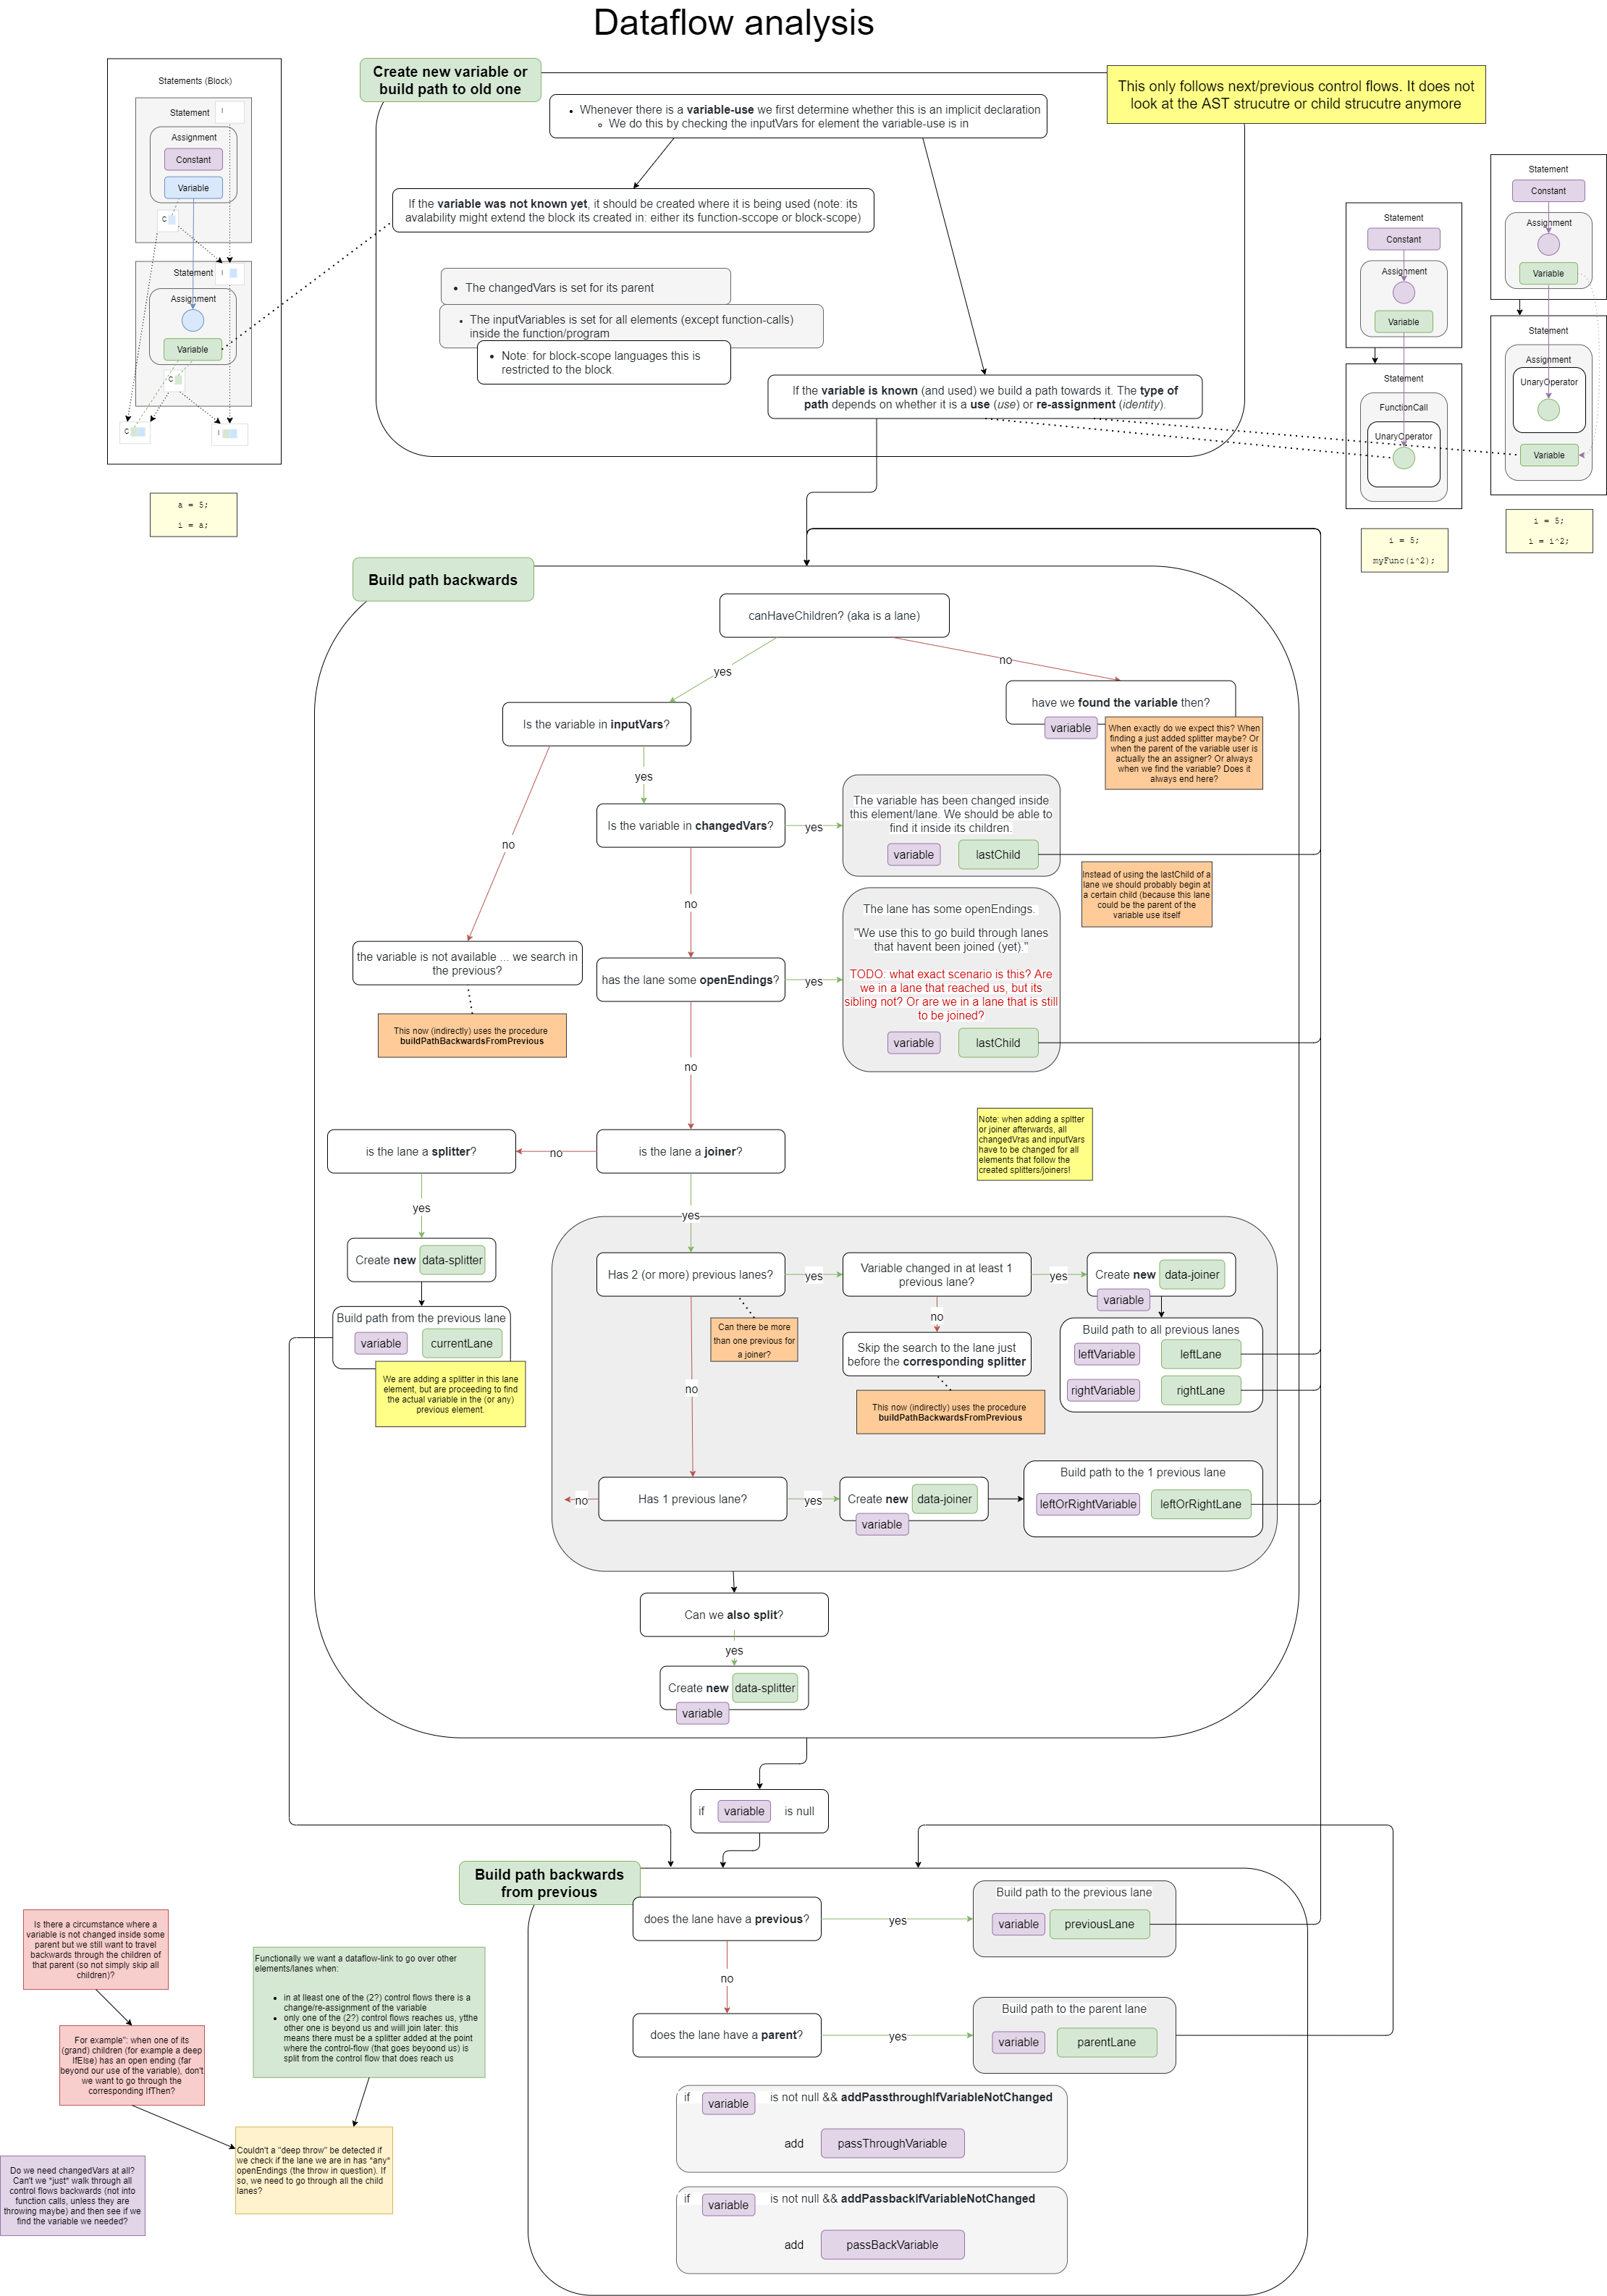 Dataflow analysis
Statements (Block)
Statement
I
Assignment
Constant
Variable
C
Statement
I
Assignment
Variable
C
C
I
a = 5;
i = a;
Create new variable or
build path to old one
This only follows next/previous control flows. It does not
look at the AST strucutre or child strucutre anymore
Whenever there is a variable-use we first determine whether this is an implicit declaration
We do this by checking the inputVars for element the variable-use is in
If the variable was not known yet, it should be created where it is being used (note: its
avalability might extend the block its created in: either its function-sccope or block-scope)
The changedVars is set for its parent
The inputVariables is set for all elements (except function-calls)
inside the function/program
Note: for block-scope languages this is
restricted to the block.
If the variable is known (and used) we build a path towards it. The type of
path depends on whether it is a use (use) or re-assignment (identity).
Statement
Constant
Assignment
Variable
Statement
FunctionCall
UnaryOperator
i = 5;
myFunc(i^2);
Statement
Constant
Assignment
Variable
Statement
Assignment
UnaryOperator
Variable
i = 5;
i = i^2;
Build path backwards
canHaveChildren? (aka is a lane)
yes
no
Is the variable in inputVars?
have we found the variable then?
variable
When exactly do we expect this? When
finding a just added splitter maybe? Or
when the parent of the variable user is
actually the an assigner? Or always
when we find the variable? Does it
always end here?
yes
no
Is the variable in changedVars?
yes
The variable has been changed inside
this element/lane. We should be able to
find it inside its children.
variable
lastChild
Instead of using the lastChild of a
lane we should probably begin at
a certain child (because this lane
could be the parent of the
variable use itself
no
the variable is not available ... we search in
the previous?
This now (indirectly) uses the procedure
buildPathBackwardsFromPrevious
has the lane some openEndings?
yes
The lane has some openEndings.
"We use this to go build through lanes
that havent been joined (yet)."
TODO: what exact scenario is this? Are
we in a lane that reached us, but its
sibling not? Or are we in a lane that is still
to be joined?
variable
lastChild
no
Note: when adding a spltter
or joiner afterwards, all
changedVras and inputVars
have to be changed for all
elements that follow the
created splitters/joiners!
is the lane a splitter?
no
is the lane a joiner?
yes
yes
Create new
data-splitter
Build path from the previous lane
variable
currentLane
We are adding a splitter in this lane
element, but are proceeding to find
the actual variable in the (or any)
previous element.
Has 2 (or more) previous lanes?
yes
Variable changed in at least 1
previous lane?
yes
Create new
data-joiner
variable
Can there be more
than one previous for
a joiner?
no
Skip the search to the lane just
before the corresponding splitter
This now (indirectly) uses the procedure
buildPathBackwardsFromPrevious
Build path to all previous lanes
leftVariable
leftLane
rightVariable
rightLane
no
no
Has 1 previous lane?
yes
Create new
data-joiner
variable
Build path to the 1 previous lane
leftOrRightVariable
leftOrRightLane
Can we also split?
yes
Create new
data-splitter
variable
if
variable
is null
Build path backwards
from previous
does the lane have a previous?
yes
Build path to the previous lane
variable
previousLane
no
does the lane have a parent?
yes
Build path to the parent lane
variable
parentLane
if
variable
is not null && addPassthroughIfVariableNotChanged
add
passThroughVariable
if
variable
is not null && addPassbackIfVariableNotChanged
add
passBackVariable
Is there a circumstance where a
variable is not changed inside some
parent but we still want to travel
backwards through the children of
that parent (so not simply skip all
children)?
For example": when one of its
(grand) children (for example a deep
IfElse) has an open ending (far
beyond our use of the variable), don't
we want to go through the
corresponding IfThen?
Functionally we want a dataflow-link to go over other
elements/lanes when:
in at lleast one of the (2?) control flows there is a
change/re-assignment of the variable
only one of the (2?) control flows reaches us, ytthe
other one is beyond us and wiill join later: this
means there must be a splitter added at the point
where the control-flow (that goes beyoond us) is
split from the control flow that does reach us
Couldn't a "deep throw" be detected if
we check if the lane we are in has *any*
openEndings (the throw in question). If
so, we need to go through all the child
lanes?
Do we need changedVars at all?
Can't we *just* walk through all
control flows backwards (not into
function calls, unless they are
throwing maybe) and then see if we
find the variable we needed?